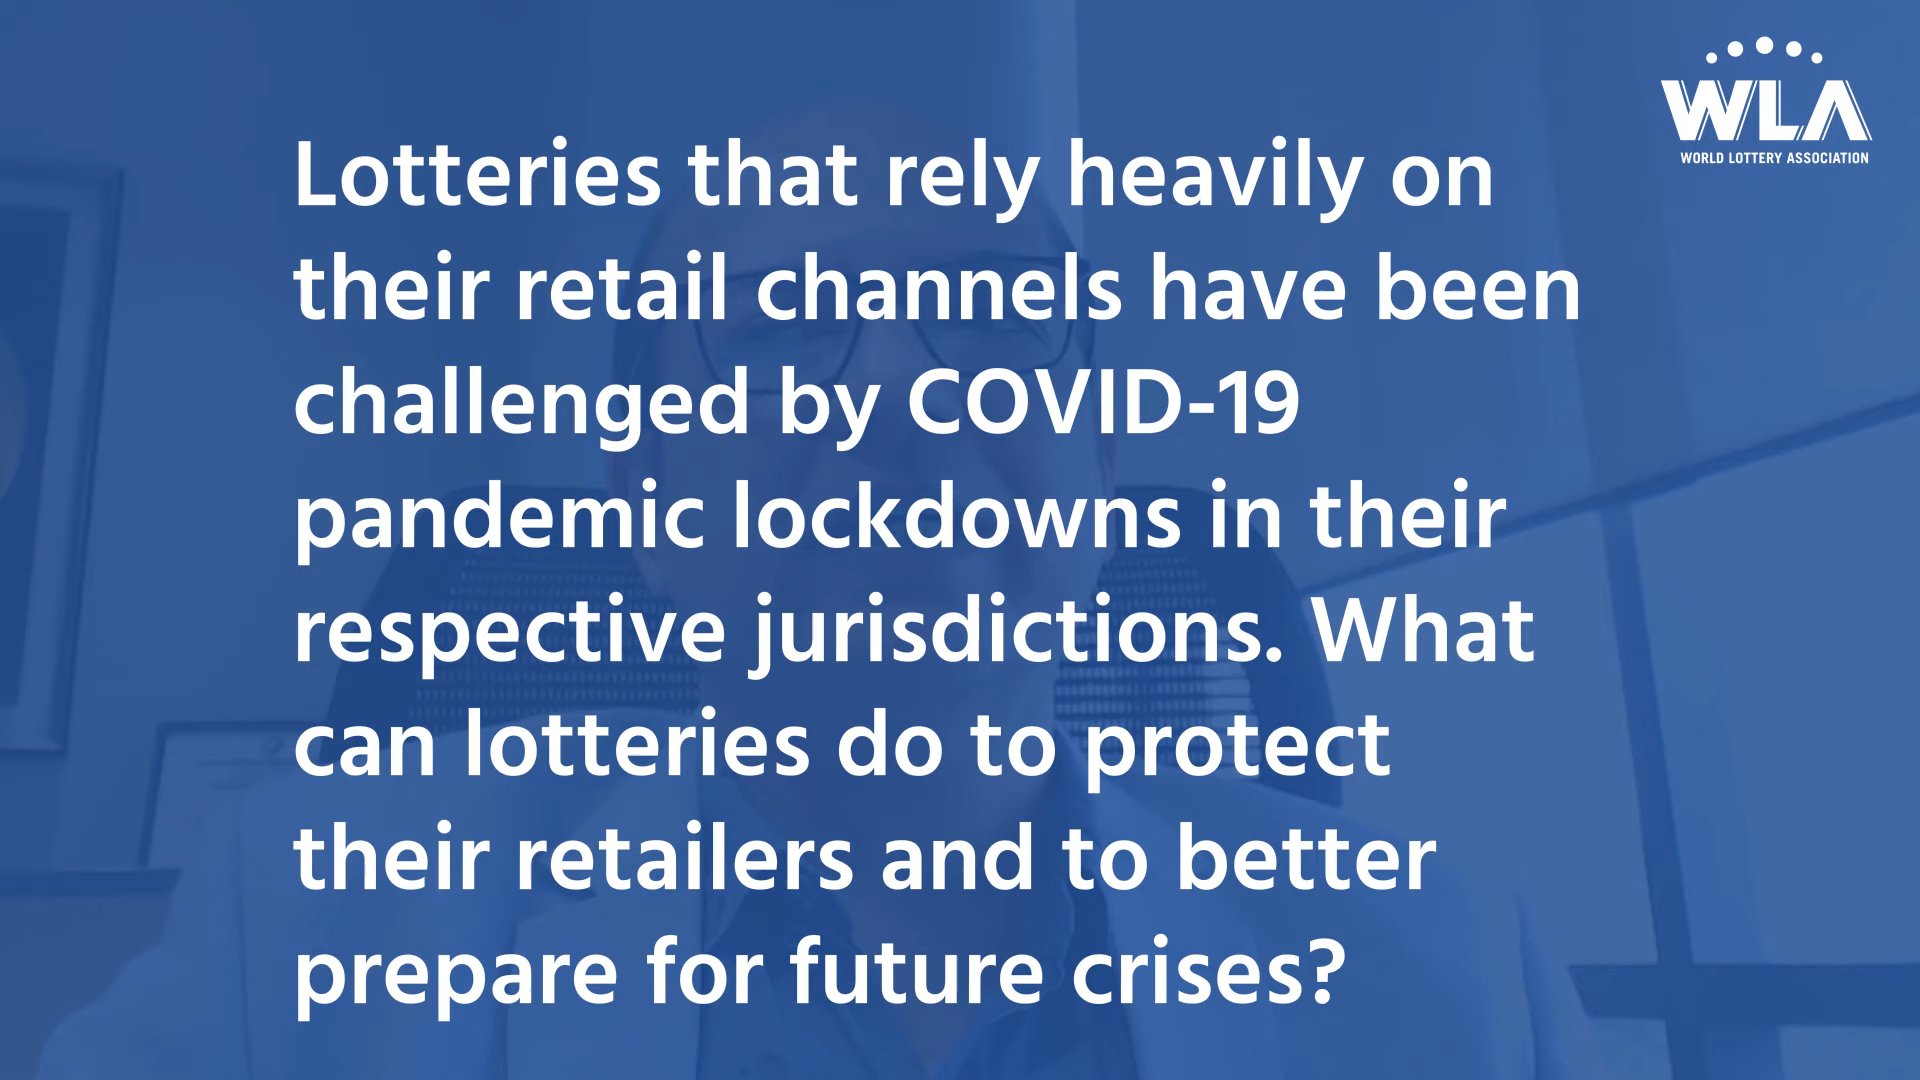 WLA
WORLD LOTTERY ASSOCIATION
Lotteries that rely heavily on
their retail channels have been
challenged by COVID-19
pandemic lockdowns in their
respective jurisdictions. What
can lotteries do to protect
their retailers and to better
prepare for future crises?